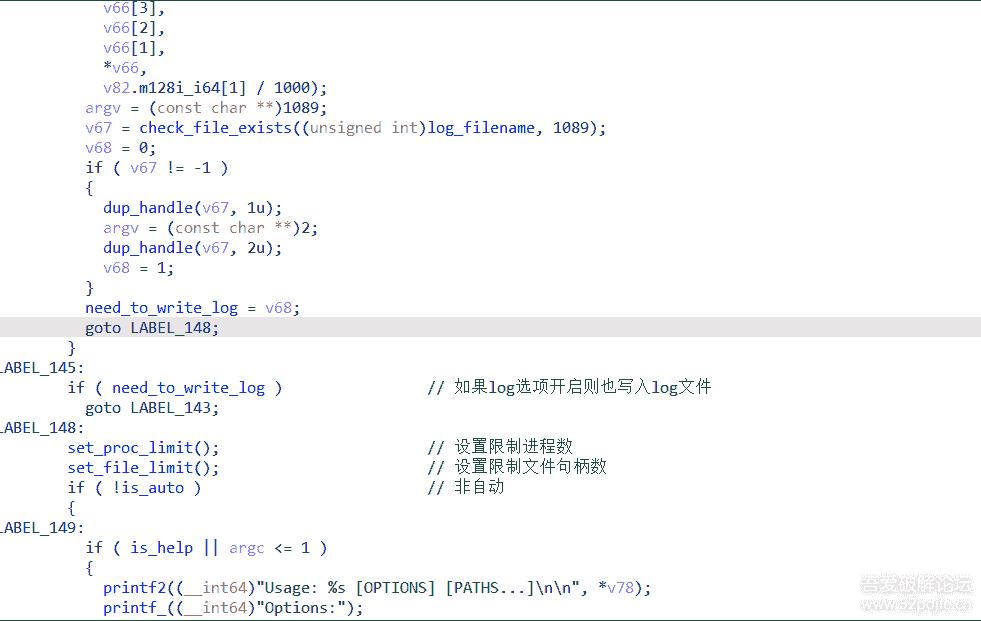 v66[3],
v66[2],
v66[1],
*v66,
v82.m128i_i64[1] / 1000);
argv = (const char **)1089;
v67 = check_file_exists((unsigned int)log_filename, 1089);
v68 = 0;
if ( v67 != -1 )
{
dup_handle(v67, 1u);
argv = (const char **)2;
dup_handle(v67, 2u);
v68 = 1;
}
need_to_write_log = v68;
goto LABEL_148;
}
LABEL_145:
if ( need_to_write_log ) // 如果log选项开启则也写入log文件
goto LABEL_143;
LABEL_148:
set_proc_limit(); // 设置限制进程数
set_file_limit(); // 设置限制文件句柄数
if ( !is_auto ) // 非自动
{
LABEL_149:
if ( is_help || argc <= 1 )
{
printf2((__int64)"Usage: %s [OPTIONS] [PATHS...]\n\n", *v78);
printf_((__int64)"Options:");
吾爱破解论坛
www.52pojie.cn